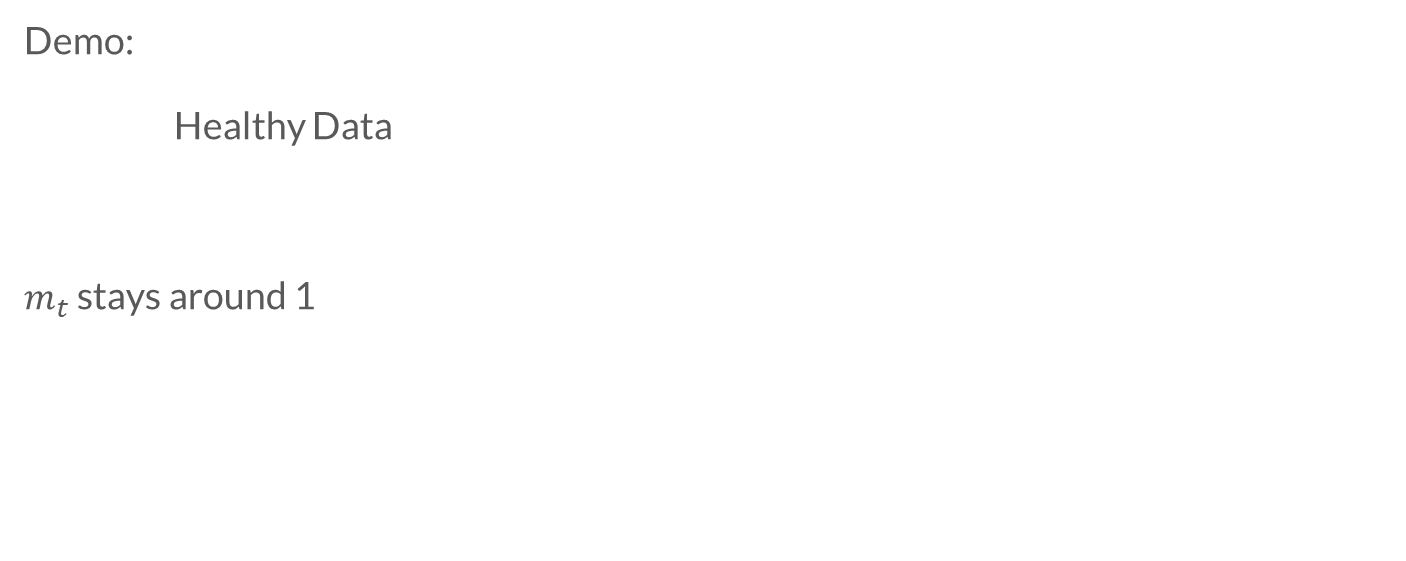 Demo:
Healthy Data
$m_t$ stays around 1